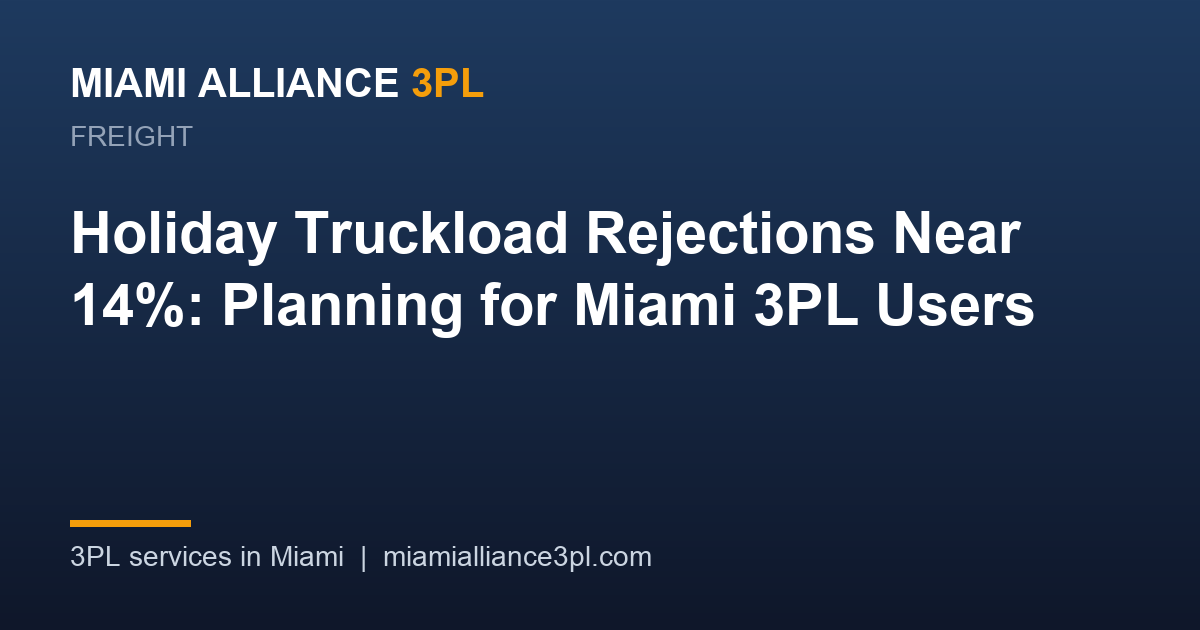 MIAMI ALLIANCE 3PL
FREIGHT
Holiday Truckload Rejections Near
14%: Planning for Miami 3PL Users
3PL services in Miami | miamialliance3pl.com